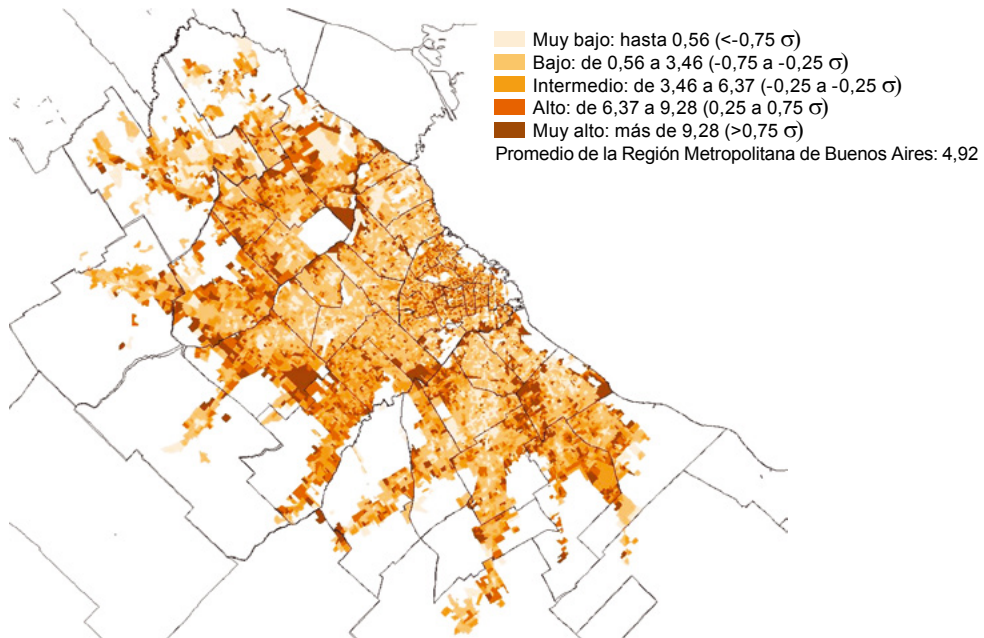 Muy bajo: hasta 0,56 (<-0,75 σ)
Bajo: de 0,56 a 3,46 (-0,75 a -0,25 σ)
Intermedio: de 3,46 a 6,37 (-0,25 a -0,25 σ)
Alto: de 6,37 a 9,28 (0,25 a 0,75 σ)
Muy alto: más de 9,28 (>0,75 σ)
Promedio de la Región Metropolitana de Buenos Aires: 4,92